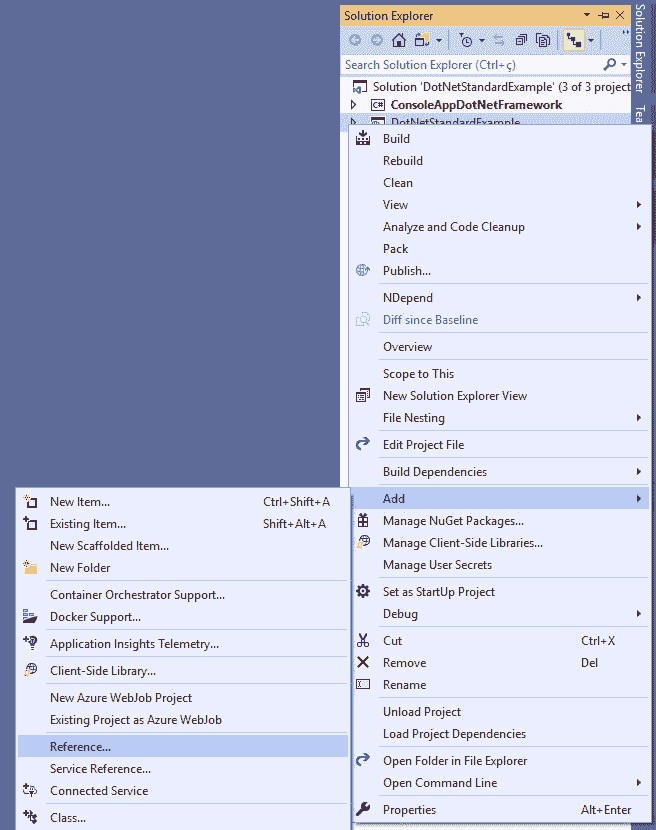 Solution Explorer
Search Solution Explorer (Ctrl+ç)
Solution 'DotNetStandardExample' (3 of 3 project
ConsoleAppDotNetFramework
DotNetStandardExample
Solution Explorer
Tea
Build
Rebuild
Clean
View
Analyze and Code Cleanup
Pack
Publish...
NDepend
Diff since Baseline
Overview
Scope to This
New Solution Explorer View
File Nesting
Edit Project File
Build Dependencies
Add
Manage NuGet Packages...
Manage Client-Side Libraries...
Manage User Secrets
Set as StartUp Project
Debug
Cut Ctrl+X
Remove Del
Rename
Unload Project
Load Project Dependencies
Open Folder in File Explorer
Open Command Line
Properties Alt+Enter
New Item... Ctrl+Shift+A
Existing Item... Shift+Alt+A
New Scaffolded Item...
New Folder
Container Orchestrator Support...
Docker Support...
Application Insights Telemetry...
Client-Side Library...
New Azure WebJob Project
Existing Project as Azure WebJob
Reference...
Service Reference...
Connected Service
Class...